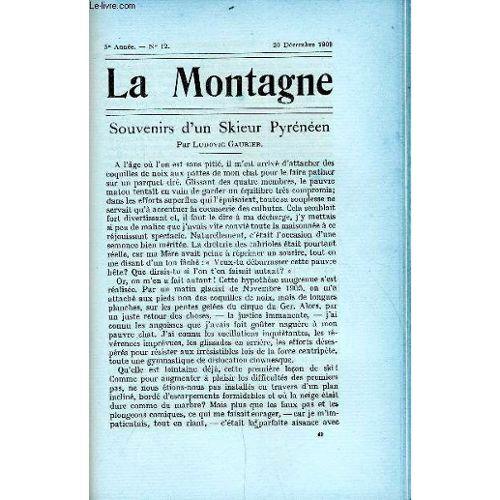 Le-livre.com
5e Année. — No 12.
20 Décembre 1909
La Montagne
Souvenirs d'un Skieur Pyrénéen
Par Ludovic Gaurier.
A l'âge où l'on est sans pitié, il m'est arrivé d'attacher des
coquilles de noix aux pattes de mon chat pour le faire patiner
sur un parquet ciré. Glissant des quatre membres, le pauvre
matou tentait en vain de garder un équilibre très compromis;
dans les efforts superflus qui l'épuisaient, toute sa souplesse ne
servait qu'à accentuer la cocasserie des culbutes. Cela semblait
fort divertissant et, il faut le dire à ma décharge, j'y mettais
si peu de malice que j'avais vite convié toute la maisonnée à ce
réjouissant spectacle. Naturellement, c'était l'occasion d'une
semonce bien méritée. La drôlerie des cabrioles était pourtant
réelle, car ma Mère avait peine à réprimer un sourire, tout en
me disant d'un ton fâché : « Veux-tu débarrasser cette pauvre
bête? Que dirais-tu si l'on t'en faisait autant? »
Or, on m'en a fait autant! Cette hypothèse saugrenue s'est
réalisée. Par un matin glacial de Novembre 1905, on m'a
attaché aux pieds non des coquilles de noix, mais de longues
planches, sur les pentes gelées du cirque du Ger. Alors, par
un juste retour des choses, — la justice immanente, — j'ai
connu les angoisses que j'avais fait goûter naguère à mon
pauvre chat. J'ai connu les oscillations inquiétantes, les ré-
vérences imprévues, les glissades en arrière, les efforts déses-
pérés pour résister aux irrésistibles lois de la force centripète,
toute une gymnastique de dislocation clownesque.
Qu'elle est lointaine déjà, cette première leçon de ski!
Comme pour augmenter à plaisir les difficultés des premiers
pas, ne nous étions-nous pas installés en travers d'un plan
incliné, bordé d'escarpements formidables et où la neige était
dure comme du marbre? Mais plus que les faux pas et les
plongeons comiques, ce qui me faisait enrager, — car je m'im-
patientais, tout en riant, — c'était la parfaite aisance avec